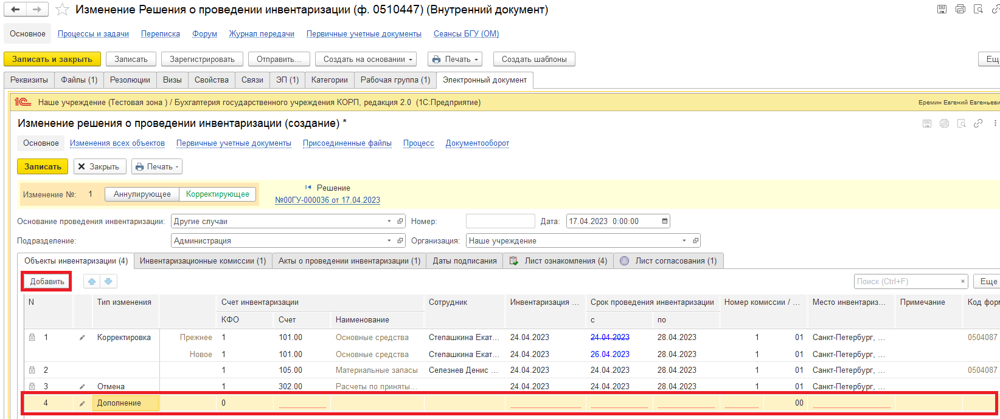 Изменение Решения о проведении инвентаризации (ф. 0510447) (Внутренний документ)
Основное Процессы и задачи Переписка Форум Журнал передачи Первичные учетные документы Сеансы БГУ (ОМ)
Записать и закрыть Записать Зарегистрировать Отправить... Создать на основании Печать Создать шаблоны Ещ
Реквизиты Файлы (1) Резолюции Визы Свойства Связи ЭП (1) Категории Рабочая группа (1) Электронный документ
1С Наше учреждение (Тестовая зона ) / Бухгалтерия государственного учреждения КОРП, редакция 2.0 (1С:Предприятие) Еремин Евгений Евгеньеви
Изменение решения о проведении инвентаризации (создание) *
Основное Изменения всех объектов Первичные учетные документы Присоединенные файлы Процесс Документооборот
Записать Закрыть Печать
Решение
Изменение №: 1 Аннулирующее Корректирующее
№00ГУ-000036 от 17.04.2023
Основание проведения инвентаризации: Другие случаи Номер: Дата: 17.04.2023 0:00:00
Подразделение: Администрация Организация: Наше учреждение
Объекты инвентаризации (4) Инвентаризационные комиссии (1) Акты о проведении инвентаризации (1) Даты подписания Лист ознакомления (4) Лист согласования (1)
Добавить Поиск (Ctrl+F) × Еще
N Тип изменения Счет инвентаризации Сотрудник Инвентаризация ... Срок проведения инвентаризации Номер комиссии / ... Место инвентариз... Примечание Код фор
КФО Счет Наименование с по
1 Корректировка Прежнее 1 101.00 Основные средства Степашкина Екат... 24.04.2023 24.04.2023 28.04.2023 1 01 Санкт-Петербург, ... 0504087
Новое 1 101.00 Основные средства Степашкина Екат... 24.04.2023 26.04.2023 28.04.2023 1 01 Санкт-Петербург, ...
2 1 105.00 Материальные запасы Селезнев Денис ... 24.04.2023 24.04.2023 28.04.2023 1 01 Санкт-Петербург, ... 0504087
3 Отмена 1 302.00 Расчеты по приняты... 24.04.2023 24.04.2023 28.04.2023 1 01 Санкт-Петербург, ...
4 Дополнение 0 00